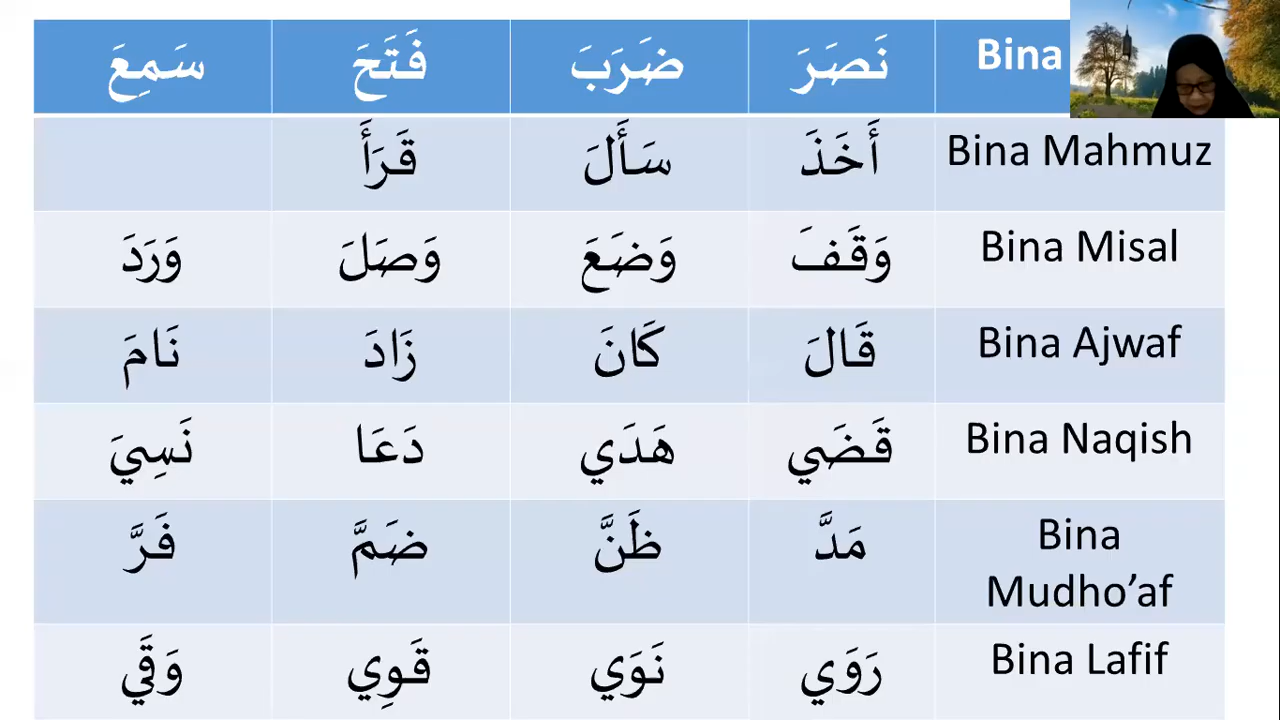 Bina نَصَرَ ضَرَبَ فَتَحَ سَمِعَ
Bina Mahmuz أَخَذَ سَأَلَ قَرَأَ
Bina Misal وَقَفَ وَضَعَ وَصَلَ وَرَدَ
Bina Ajwaf قَالَ كَانَ زَادَ نَامَ
Bina Naqish قَضَي هَدَي دَعَا نَسِيَ
Bina
Mudho’af مَدَّ ظَنَّ ضَمَّ فَرَّ
Bina Lafif رَوَي نَوَي قَوِي وَقَي